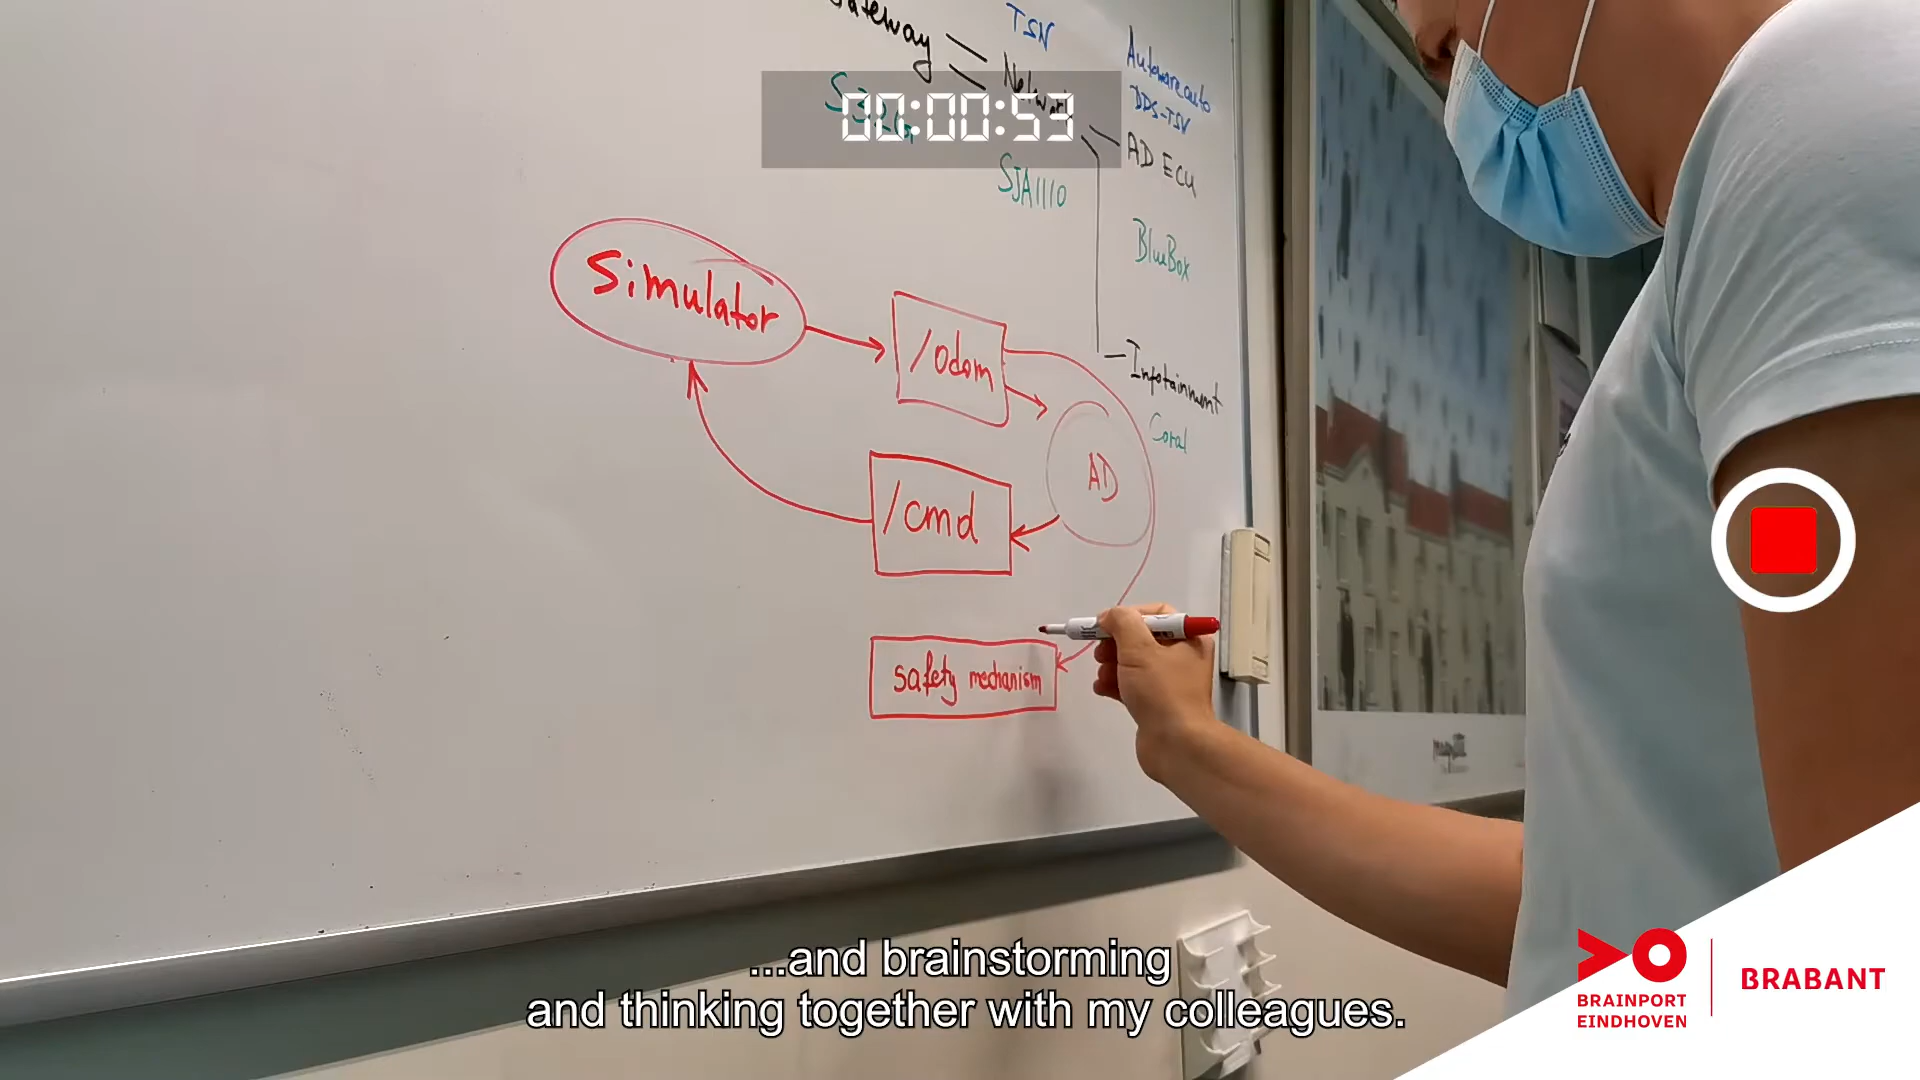 Gateway
TSN
Network
Autoware auto
DDS-TSN
AD ECU
00:00:53
S32G
SJA1110
BlueBox
Infotainment
Coral
Simulator
/odom
AD
/cmd
safety mechanism
...and brainstorming
and thinking together with my colleagues.
BRAINPORT
EINDHOVEN
BRABANT